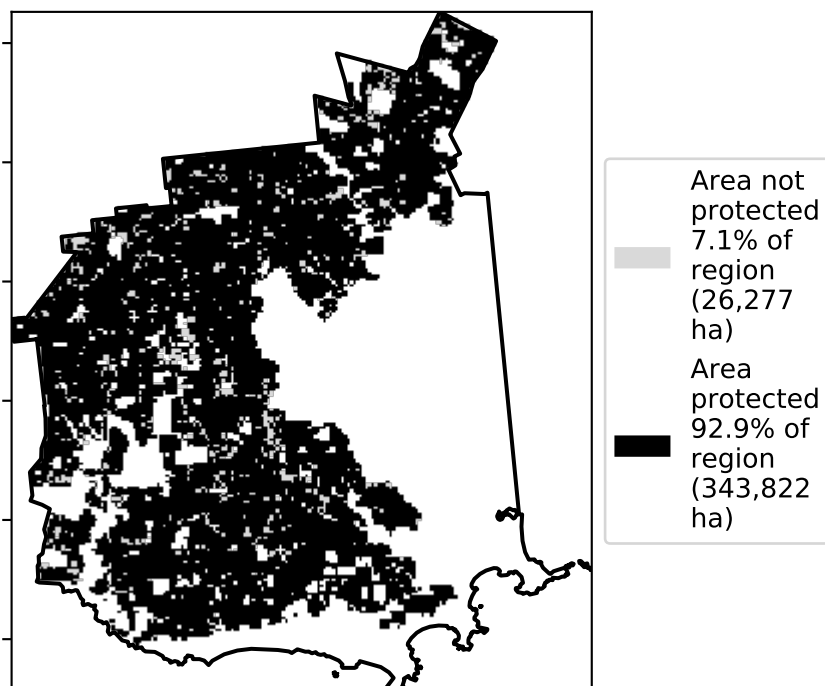 Area not
protected
7.1% of
region
(26,277
ha)
Area
protected
92.9% of
region
(343,822
ha)